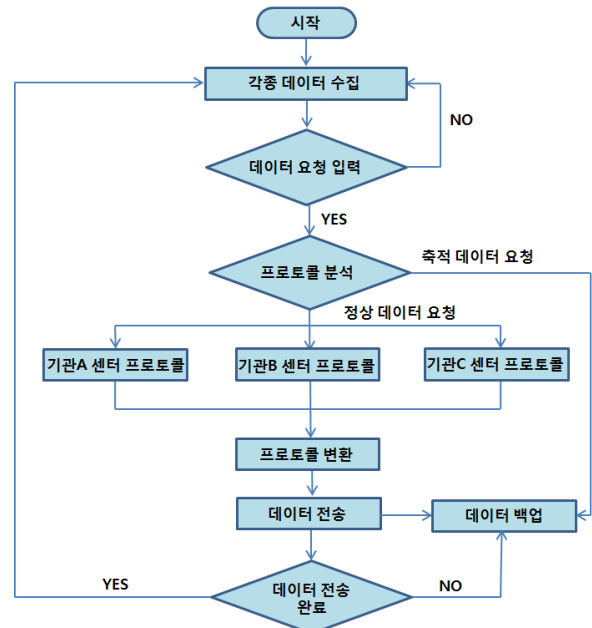 시작
각종 데이터 수집
NO
데이터 요청 입력
YES
축적 데이터 요청
프로토콜 분석
정상 데이터 요청
기관A 센터 프로토콜
기관B 센터 프로토콜
기관C 센터 프로토콜
프로토콜 변환
데이터 전송
데이터 백업
YES
데이터 전송
완료
NO